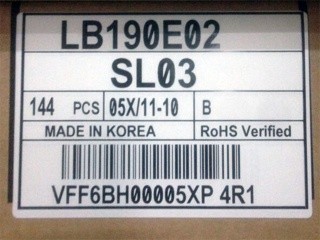 LB190E02
SL03
144 PCS 05X/11-10 B
MADE IN KOREA RoHS Verified
VFF6BH00005XP 4R1